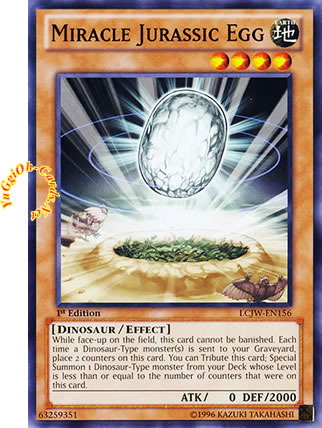 MIRACLE JURASSIC EGG
EARTH
地
YuGgiOh-Cards.Net
1st Edition
LCJW-EN156
[DINOSAUR / EFFECT]
While face-up on the field, this card cannot be banished. Each
time a Dinosaur-Type monster(s) is sent to your Graveyard,
place 2 counters on this card. You can Tribute this card; Special
Summon 1 Dinosaur-Type monster from your Deck whose Level
is less than or equal to the number of counters that were on
this card.
ATK/ 0 DEF/2000
63259351
©1996 KAZUKI TAKAHASHI